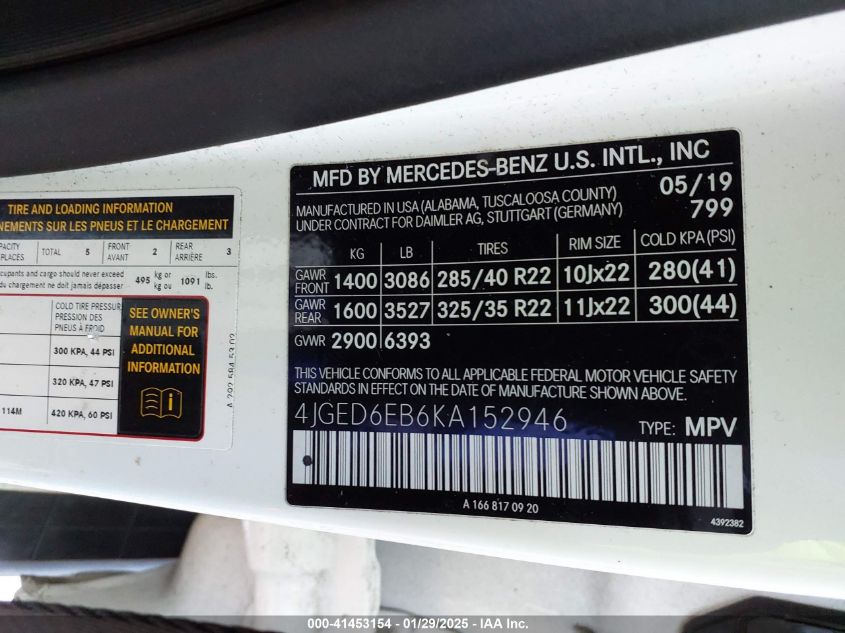 TIRE AND LOADING INFORMATION
NEMENTS SUR LES PNEUS ET LE CHARGEMENT
PACITY TOTAL 5 FRONT 2 REAR 3
PLACES AVANT ARRIÈRE
cupants and cargo should never exceed 495 kg or 1091 lbs.
du chargement ne doit jamais dépasser kg ou lb.
COLD TIRE PRESSURE
PRESSION DES
PNEUS À FROID
300 KPA, 44 PSI
320 KPA, 47 PSI
114M 420 KPA, 60 PSI
SEE OWNER'S
MANUAL FOR
ADDITIONAL
INFORMATION
A 292 584 53 02
MFD BY MERCEDES-BENZ U.S. INTL., INC
MANUFACTURED IN USA (ALABAMA, TUSCALOOSA COUNTY) 05/19
UNDER CONTRACT FOR DAIMLER AG, STUTTGART (GERMANY) 799
KG LB TIRES RIM SIZE COLD KPA (PSI)
GAWR FRONT 1400 3086 285/40 R22 10Jx22 280(41)
GAWR REAR 1600 3527 325/35 R22 11Jx22 300(44)
GVWR 2900 6393
THIS VEHICLE CONFORMS TO ALL APPLICABLE FEDERAL MOTOR VEHICLE SAFETY
STANDARDS IN EFFECT ON THE DATE OF MANUFACTURE SHOWN ABOVE.
4JGED6EB6KA152946 TYPE: MPV
A 166 817 09 20
4392382
000-41453154 - 01/29/2025 - IAA Inc.